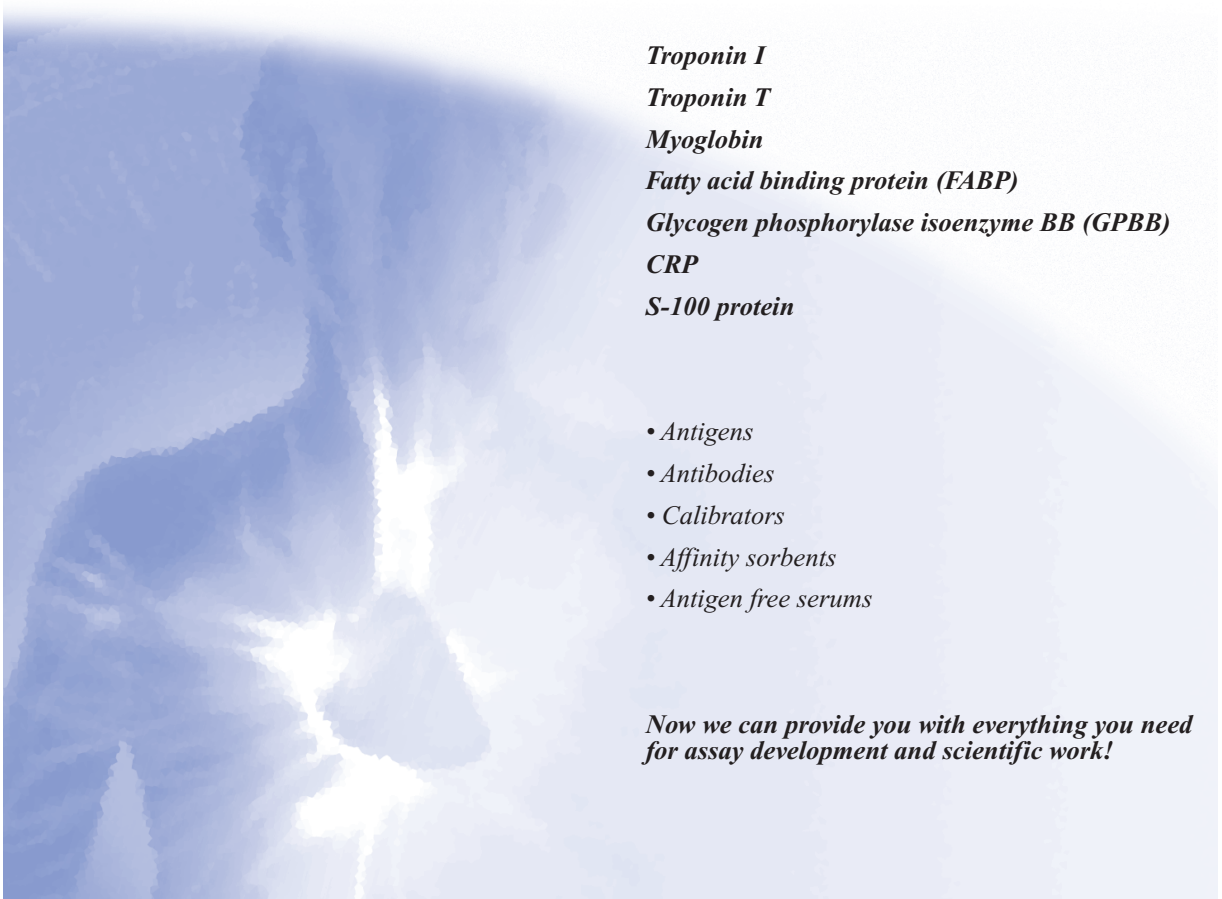 Troponin I
Troponin T
Myoglobin
Fatty acid binding protein (FABP)
Glycogen phosphorylase isoenzyme BB (GPBB)
CRP
S-100 protein
• Antigens
• Antibodies
• Calibrators
• Affinity sorbents
• Antigen free serums
Now we can provide you with everything you need
for assay development and scientific work!